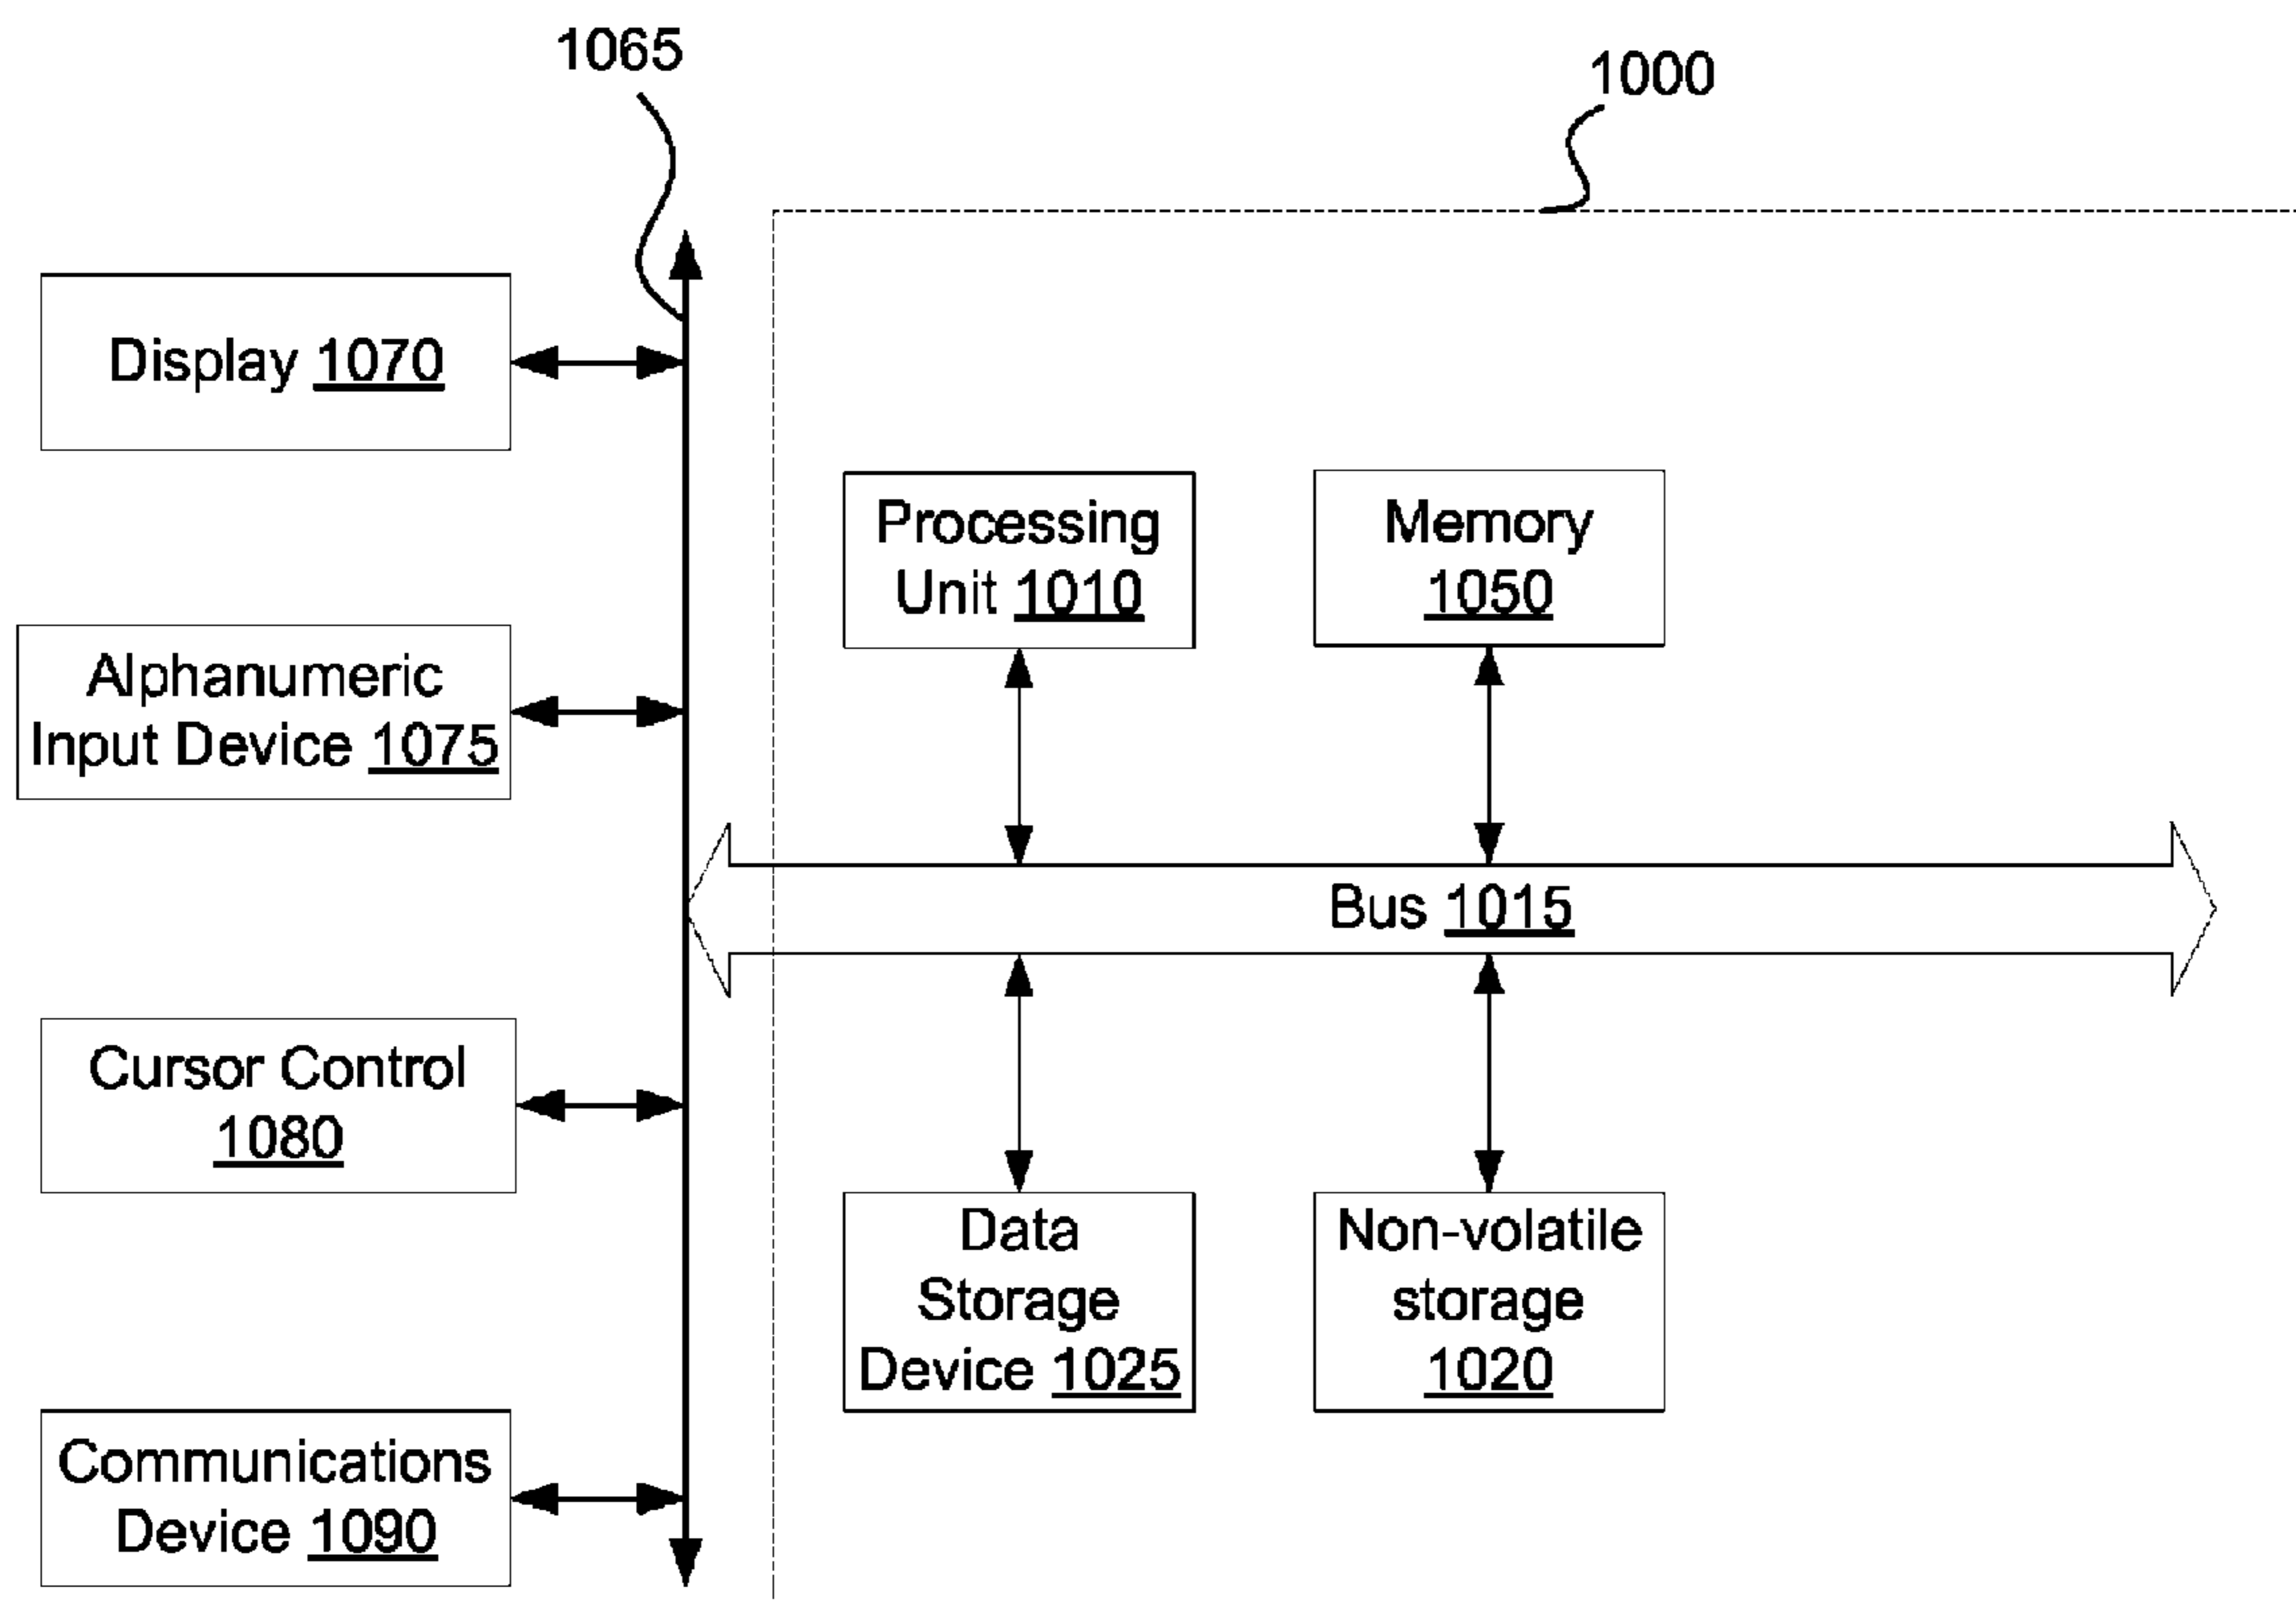 1065
1000
Display 1070
Processing
Unit 1010
Memory
1050
Alphanumeric
Input Device 1075
Bus 1015
Cursor Control
1080
Data
Storage
Device 1025
Non-volatile
storage
1020
Communications
Device 1090